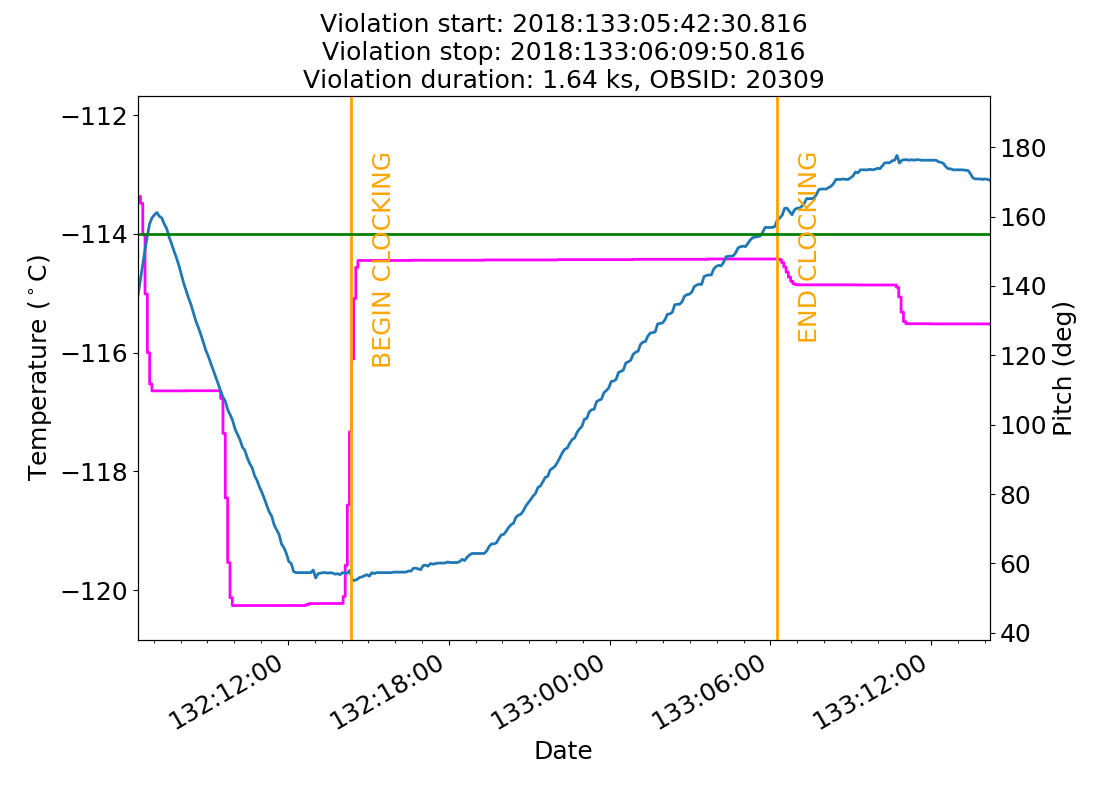 Violation start: 2018:133:05:42:30.816
Violation stop: 2018:133:06:09:50.816
Violation duration: 1.64 ks, OBSID: 20309
−112
−114
−116
−118
−120
Temperature (°C)
BEGIN CLOCKING
END CLOCKING
180
160
140
120
100
80
60
40
Pitch (deg)
132:12:00
132:18:00
133:00:00
133:06:00
133:12:00
Date